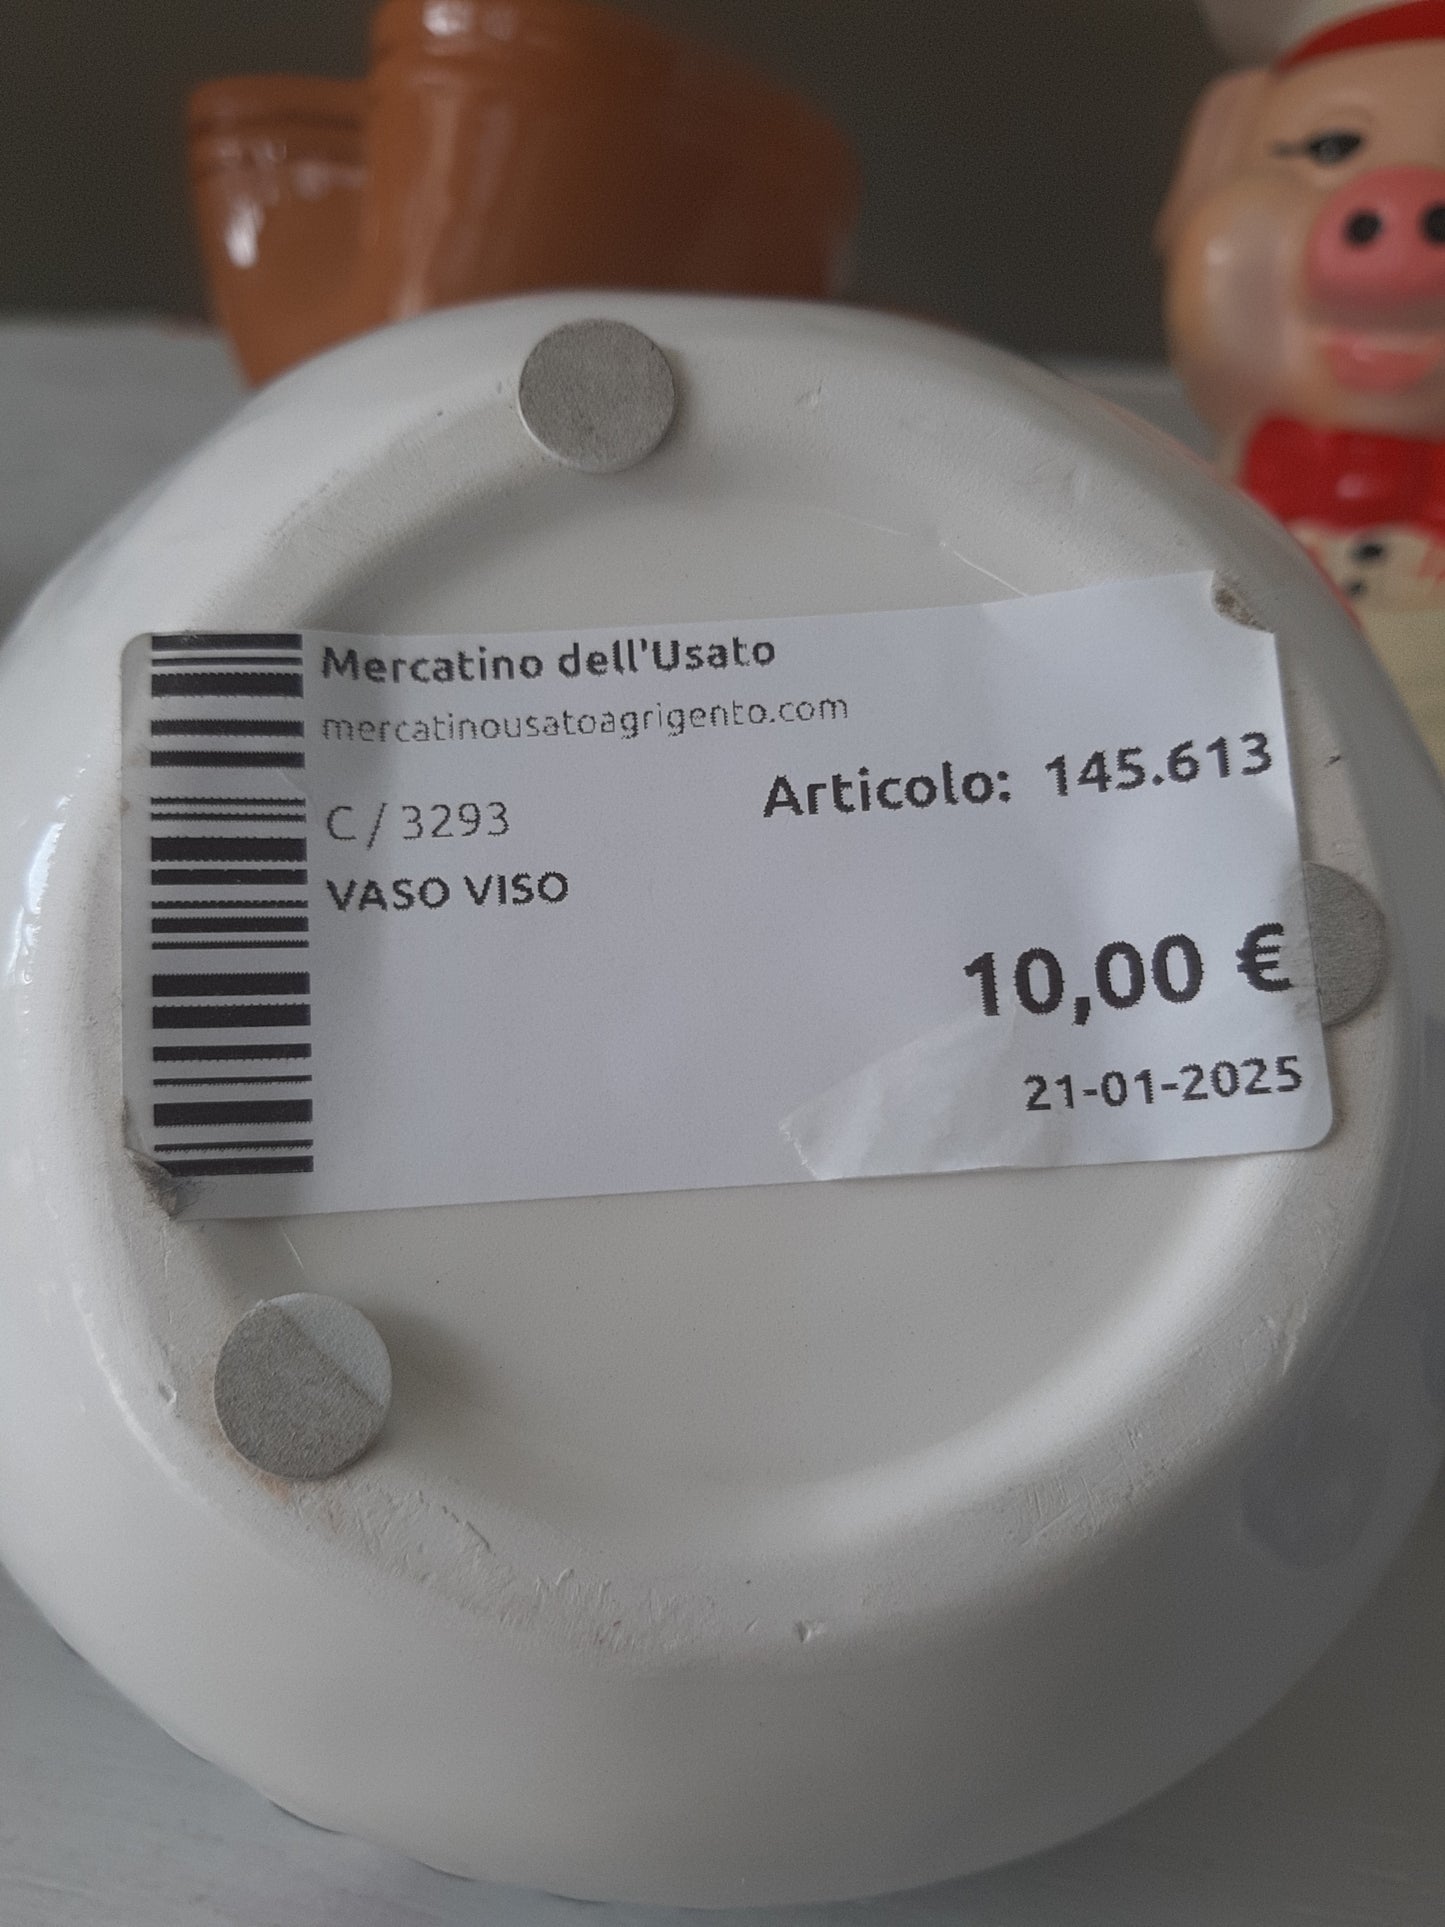 Mercatino dell'Usato
mercatinousatoagrigento.com
Articolo: 145.613
C / 3293
VASO VISO
10,00 €
21-01-2025